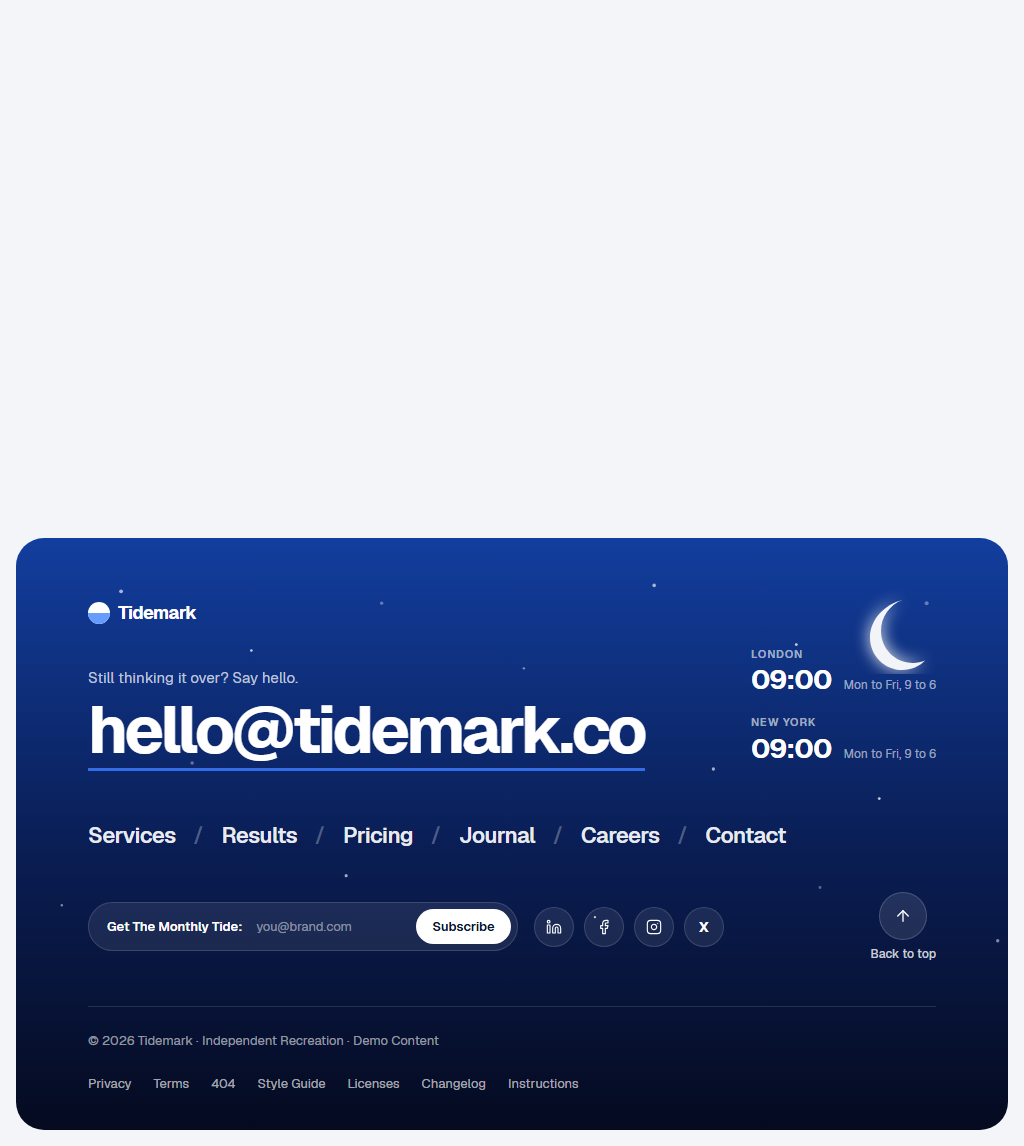 Tidemark
Still thinking it over? Say hello.
hello@tidemark.co
LONDON
09:00 Mon to Fri, 9 to 6
NEW YORK
09:00 Mon to Fri, 9 to 6
Services / Results / Pricing / Journal / Careers / Contact
Get The Monthly Tide: you@brand.com Subscribe
X
Back to top
© 2026 Tidemark · Independent Recreation · Demo Content
Privacy Terms 404 Style Guide Licenses Changelog Instructions